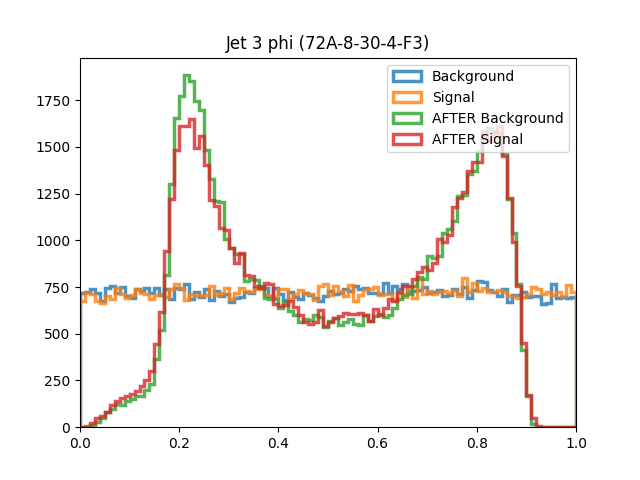 Jet 3 phi (72A-8-30-4-F3)
Background
Signal
AFTER Background
AFTER Signal
1750
1500
1250
1000
750
500
250
0
0.0 0.2 0.4 0.6 0.8 1.0